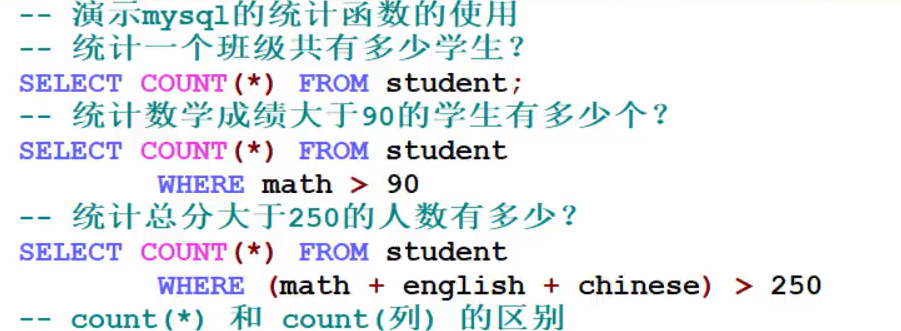 -- 演示mysql的统计函数的使用
-- 统计一个班级共有多少学生?
SELECT COUNT(*) FROM student;
-- 统计数学成绩大于90的学生有多少个?
SELECT COUNT(*) FROM student
WHERE math > 90
-- 统计总分大于250的人数有多少?
SELECT COUNT(*) FROM student
WHERE (math + english + chinese) > 250
-- count(*) 和 count(列) 的区别